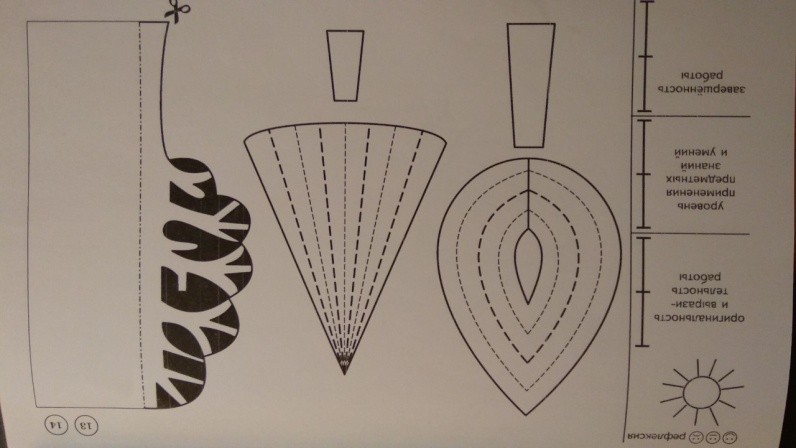 рефлексия
оригинальность
и вырази-
тельность
работы
уровень
применения
предметных
знаний
и умений
завершённость
работы
13 14